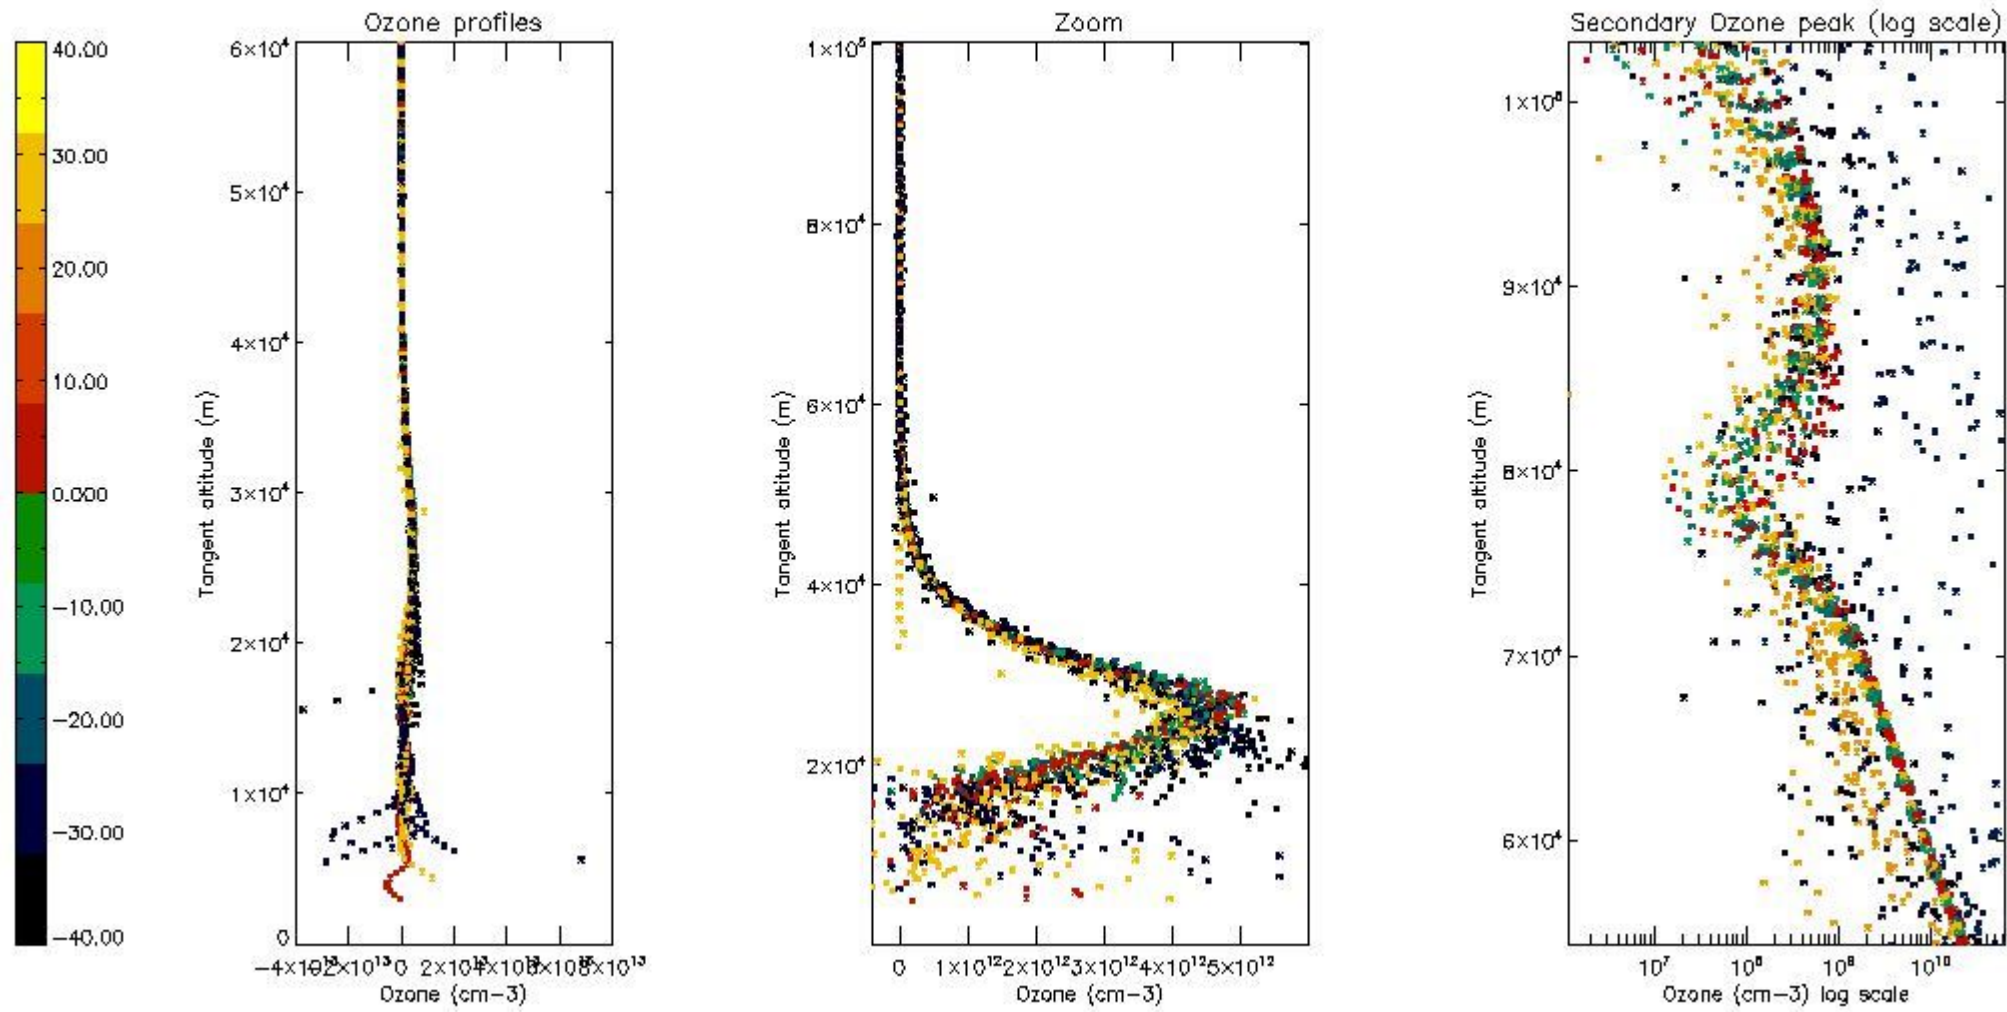 Ozone profiles
Zoom
Secondary Ozone peak (log scale)
40.00
30.00
20.00
10.00
−10.00
−20.00
−30.00
−40.00
6×10⁴
5×10⁴
4×10⁴
3×10⁴
2×10⁴
1×10⁴
0
Tangent altitude (m)
0
Ozone (cm−3)
1×10⁵
8×10⁴
6×10⁴
4×10⁴
2×10⁴
Tangent altitude (m)
0 1×10¹² 2×10¹² 3×10¹² 4×10¹² 5×10¹²
Ozone (cm−3)
9×10⁴
8×10⁴
7×10⁴
6×10⁴
Tangent altitude (m)
10⁷ 10⁸ 10⁹ 10¹⁰
Ozone (cm−3) log scale